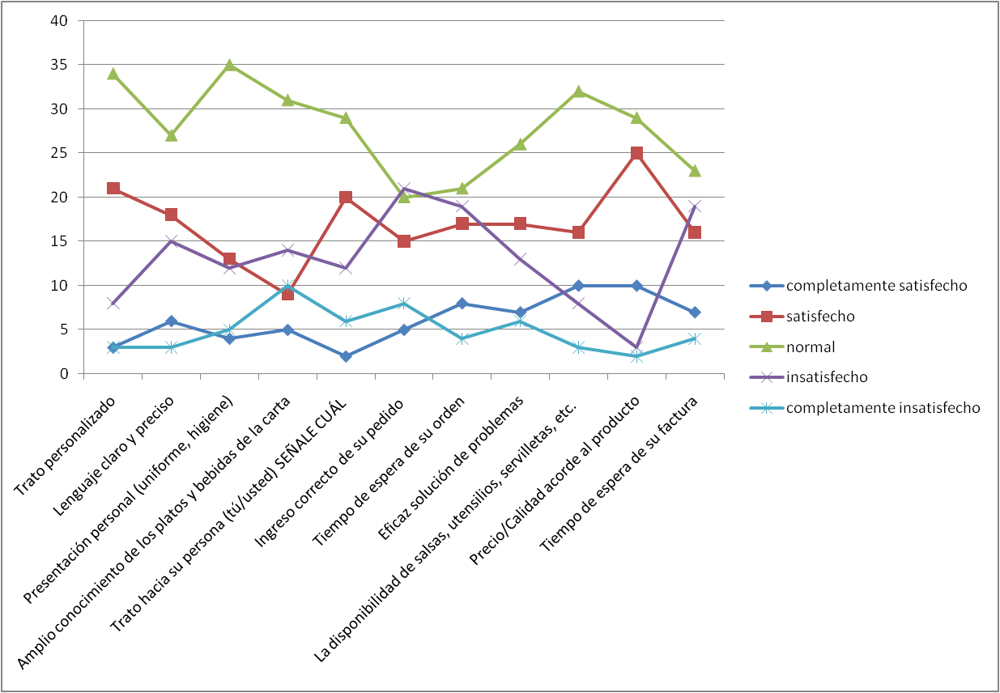 40
35
30
25
20
15
10
5
0
Trato personalizado
Lenguaje claro y preciso
Presentación personal (uniforme, higiene)
Amplio conocimiento de los platos y bebidas de la carta
Trato hacia su persona (tú/usted) SEÑALE CUÁL
Ingreso correcto de su pedido
Tiempo de espera de su orden
Eficaz solución de problemas
La disponibilidad de salsas, utensilios, servilletas, etc.
Precio/Calidad acorde al producto
Tiempo de espera de su factura
completamente satisfecho
satisfecho
normal
insatisfecho
completamente insatisfecho